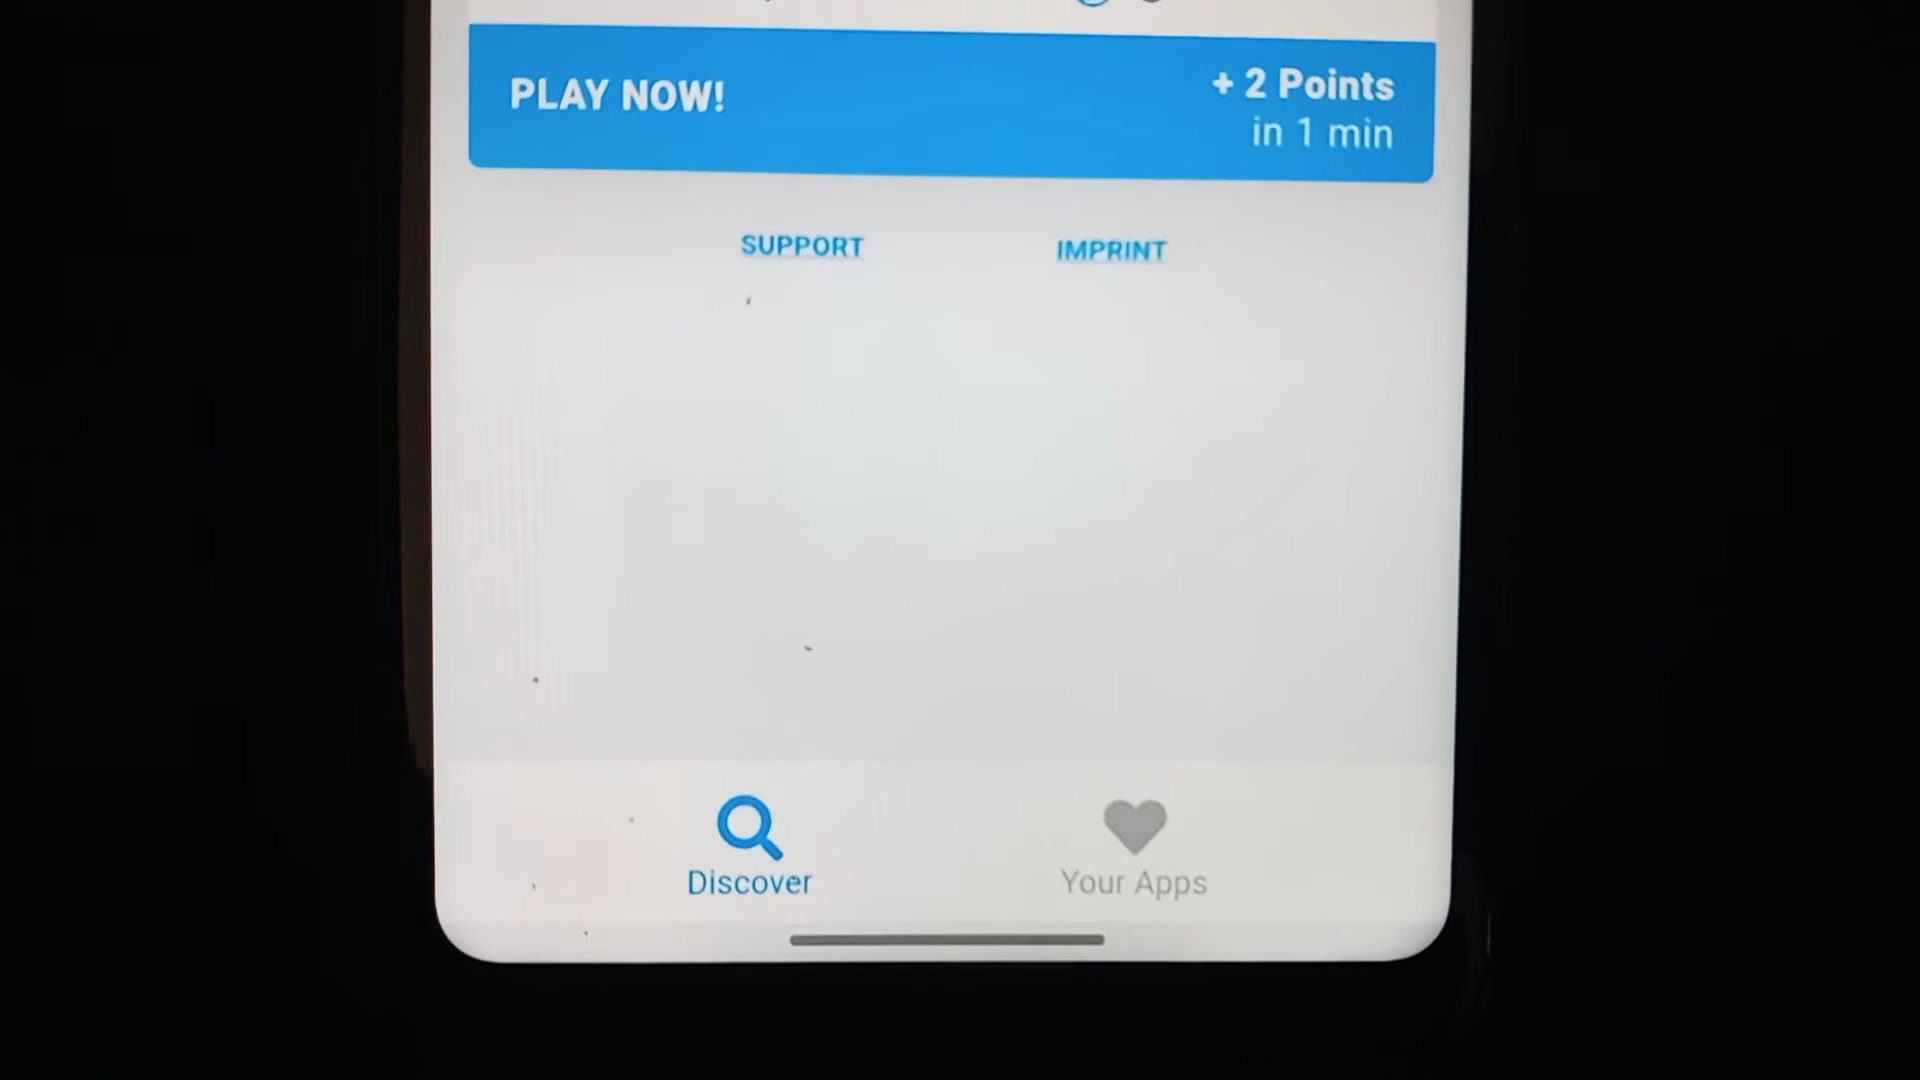 PLAY NOW!
+ 2 Points
in 1 min
SUPPORT
IMPRINT
Discover
Your Apps